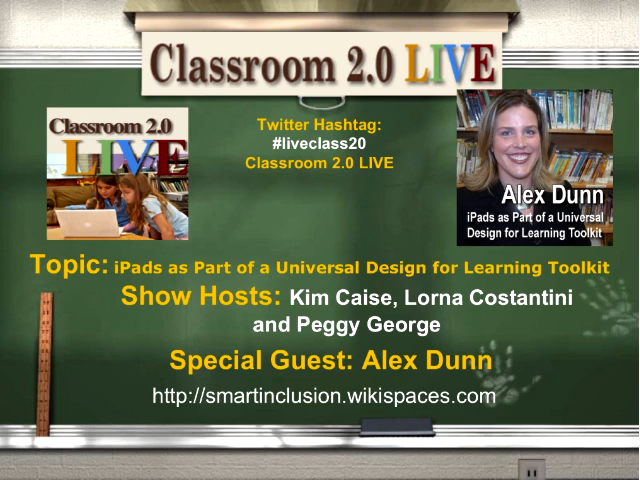 Classroom 2.0 LIVE
Classroom 2.0
LIVE
Twitter Hashtag:
#liveclass20
Classroom 2.0 LIVE
Alex Dunn
iPads as Part of a Universal
Design for Learning Toolkit
Topic: iPads as Part of a Universal Design for Learning Toolkit
Show Hosts: Kim Caise, Lorna Costantini
and Peggy George
Special Guest: Alex Dunn
http://smartinclusion.wikispaces.com